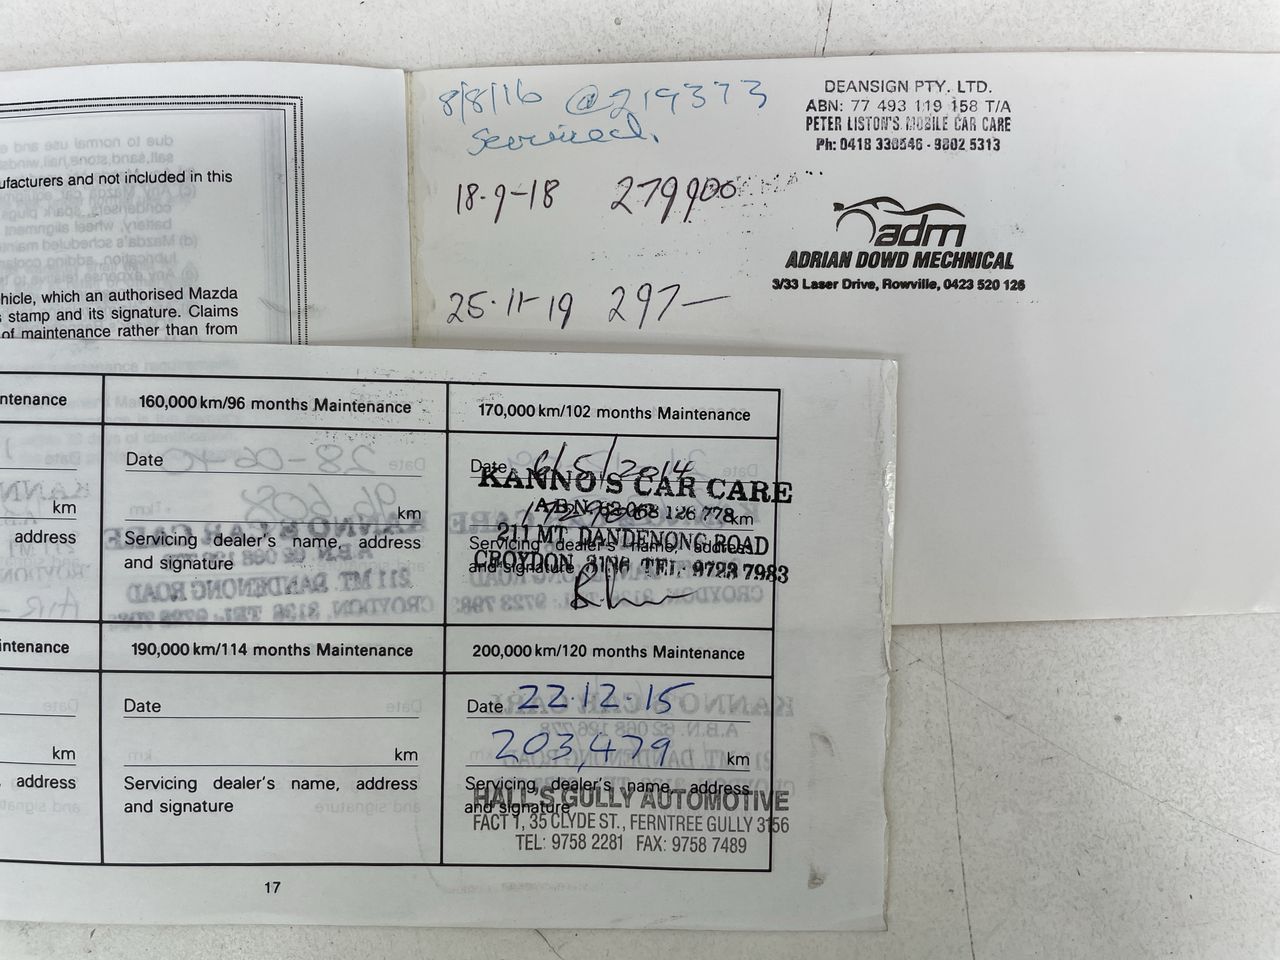 8/8/16 @ 219373
Serviced.
DEANSIGN PTY. LTD.
ABN: 77 493 119 158 T/A
PETER LISTON'S MOBILE CAR CARE
Ph: 0418 330546 - 9802 5313
18-9-18 279900
adm
ADRIAN DOWD MECHNICAL
3/33 Laser Drive, Rowville, 0423 520 126
25-11-19 297—
ufacturers and not included in this
hicle, which an authorised Mazda
stamp and its signature. Claims
of maintenance rather than from
ntenance
km
address
160,000 km/96 months Maintenance
Date
km
Servicing dealer's name, address
and signature
170,000 km/102 months Maintenance
Date 6/5/2014
KANNO'S CAR CARE
A.B.N. 62 068 126 778
km
211 MT. DANDENONG ROAD
Servicing dealer's name, address
CROYDON 3136 TEL: 9723 7983
and signature
intenance
km
address
190,000 km/114 months Maintenance
Date
km
Servicing dealer's name, address
and signature
200,000 km/120 months Maintenance
Date 22.12.15
203,479 km
Servicing dealer's name, address
and signature
HALL'S GULLY AUTOMOTIVE
FACT 1, 35 CLYDE ST., FERNTREE GULLY 3156
TEL: 9758 2281 FAX: 9758 7489
17